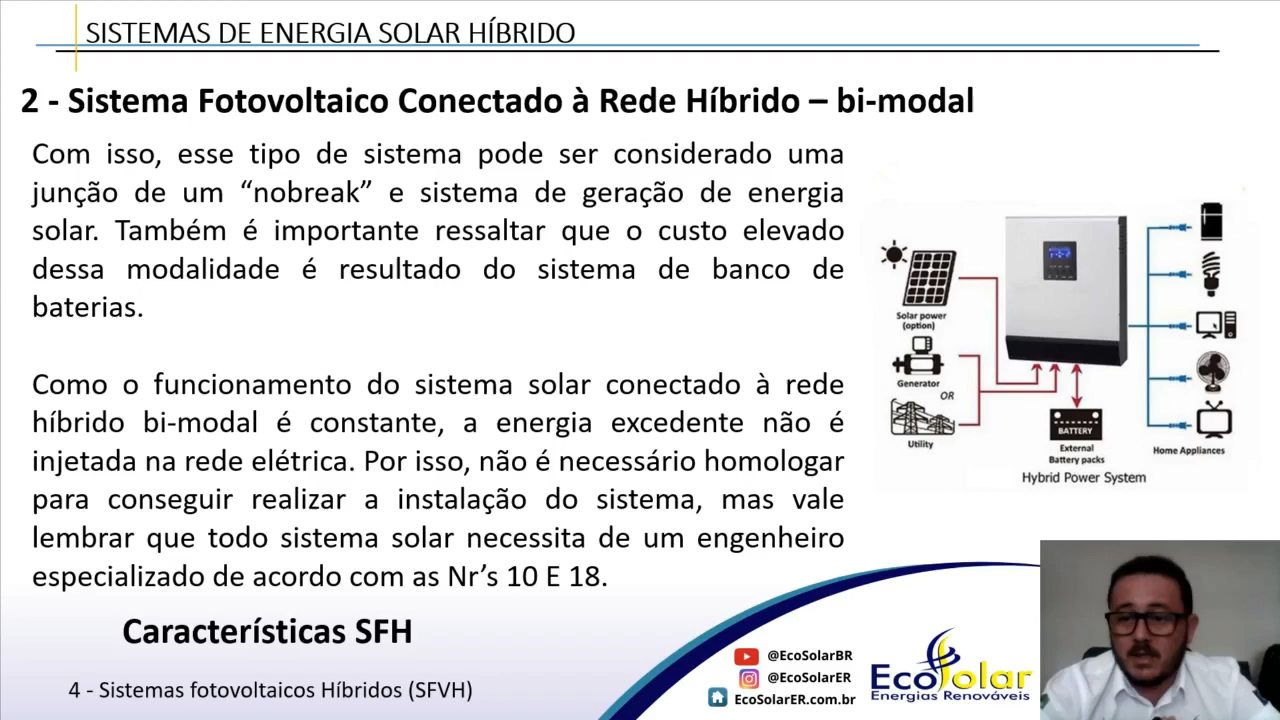 SISTEMAS DE ENERGIA SOLAR HÍBRIDO
2 - Sistema Fotovoltaico Conectado à Rede Híbrido – bi-modal
Com isso, esse tipo de sistema pode ser considerado uma
junção de um “nobreak” e sistema de geração de energia
solar. Também é importante ressaltar que o custo elevado
dessa modalidade é resultado do sistema de banco de
baterias.
Como o funcionamento do sistema solar conectado à rede
híbrido bi-modal é constante, a energia excedente não é
injetada na rede elétrica. Por isso, não é necessário homologar
para conseguir realizar a instalação do sistema, mas vale
lembrar que todo sistema solar necessita de um engenheiro
especializado de acordo com as Nr’s 10 E 18.
Solar power
(option)
Generator
OR
Utility
BATTERY
External
Battery packs
Home Appliances
Hybrid Power System
Características SFH
4 - Sistemas fotovoltaicos Híbridos (SFVH)
@EcoSolarBR
@EcoSolarER
EcoSolarER.com.br
EcoSolar
Energias Renováveis